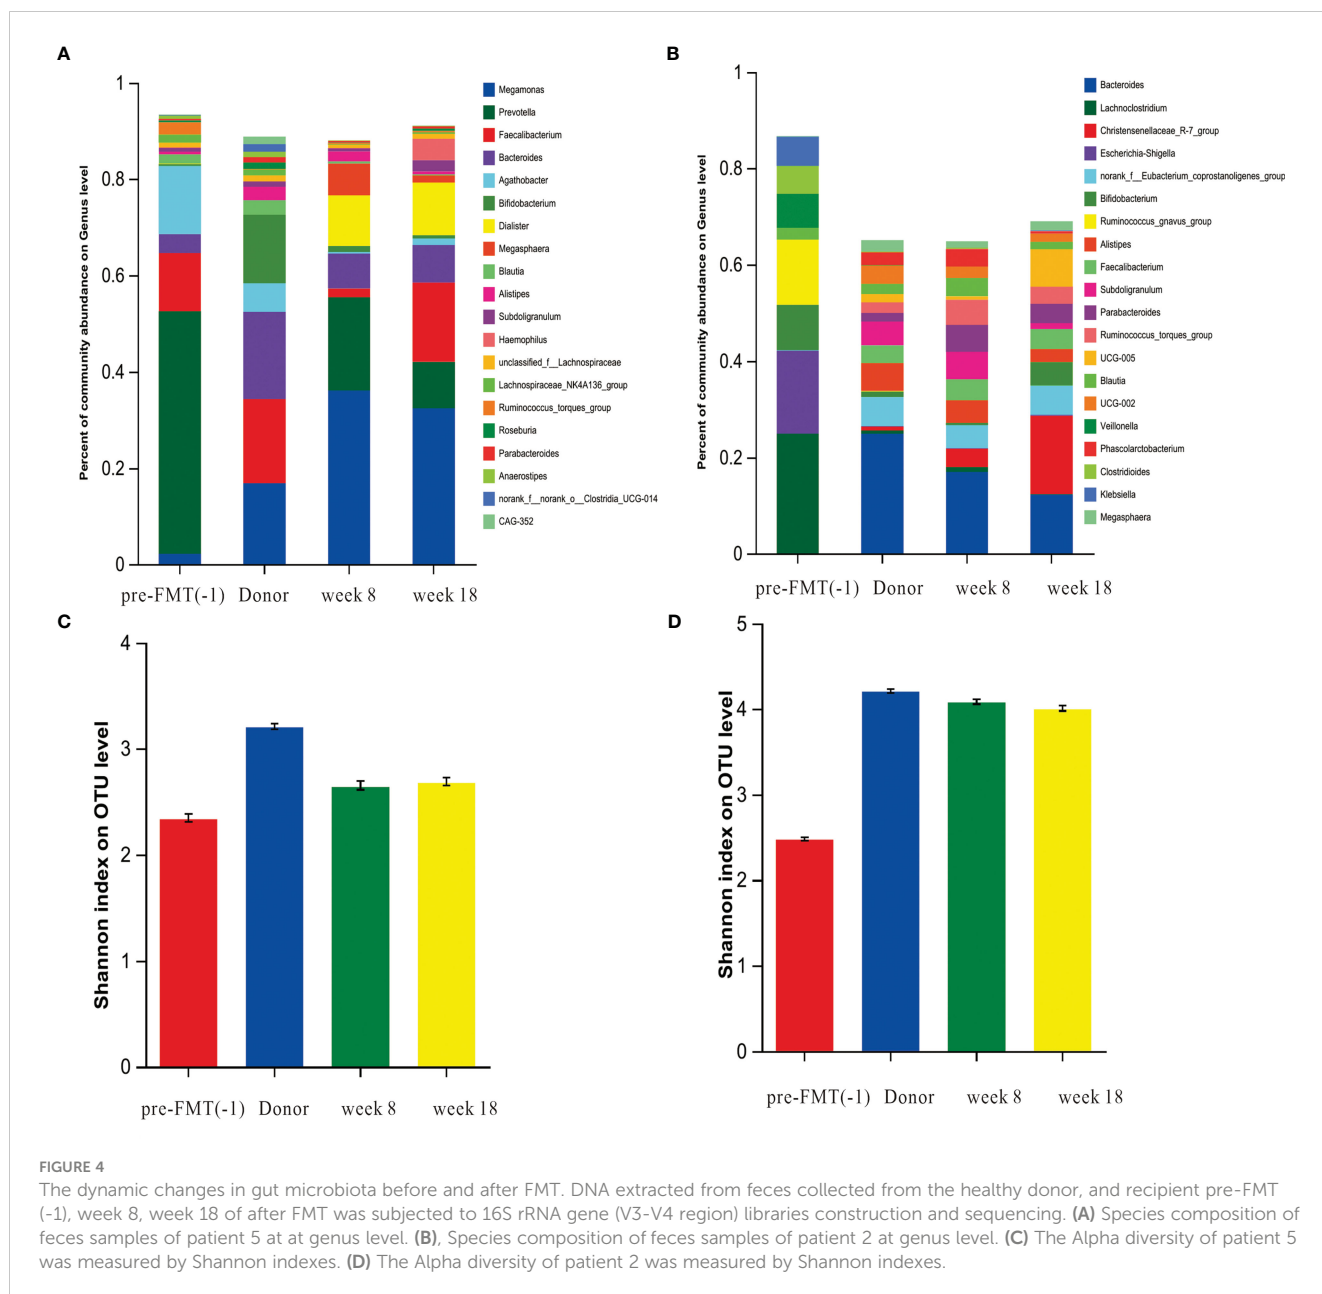 A
Percent of community abundance on Genus level
1
0.8
0.6
0.4
0.2
0
pre-FMT(-1) Donor week 8 week 18
Megamonas
Prevotella
Faecalibacterium
Bacteroides
Agathobacter
Bifidobacterium
Dialister
Megasphaera
Blautia
Alistipes
Subdoligranulum
Haemophilus
unclassified_f__Lachnospiraceae
Lachnospiraceae_NK4A136_group
Ruminococcus_torques_group
Roseburia
Parabacteroides
Anaerostipes
norank_f__norank_o__Clostridia_UCG-014
CAG-352
B
Percent of community abundance on Genus level
1
0.8
0.6
0.4
0.2
0
pre-FMT(-1) Donor week 8 week 18
Bacteroides
Lachnoclostridium
Christensenellaceae_R-7_group
Escherichia-Shigella
norank_f__Eubacterium_coprostanoligenes_group
Bifidobacterium
Ruminococcus_gnavus_group
Alistipes
Faecalibacterium
Subdoligranulum
Parabacteroides
Ruminococcus_torques_group
UCG-005
Blautia
UCG-002
Veillonella
Phascolarctobacterium
Clostridioides
Klebsiella
Megasphaera
C
Shannon index on OTU level
4
3
2
1
0
pre-FMT(-1) Donor week 8 week 18
D
Shannon index on OTU level
5
4
3
2
1
0
pre-FMT(-1) Donor week 8 week 18
FIGURE 4
The dynamic changes in gut microbiota before and after FMT. DNA extracted from feces collected from the healthy donor, and recipient pre-FMT
(-1), week 8, week 18 of after FMT was subjected to 16S rRNA gene (V3-V4 region) libraries construction and sequencing. (A) Species composition of
feces samples of patient 5 at at genus level. (B), Species composition of feces samples of patient 2 at genus level. (C) The Alpha diversity of patient 5
was measured by Shannon indexes. (D) The Alpha diversity of patient 2 was measured by Shannon indexes.